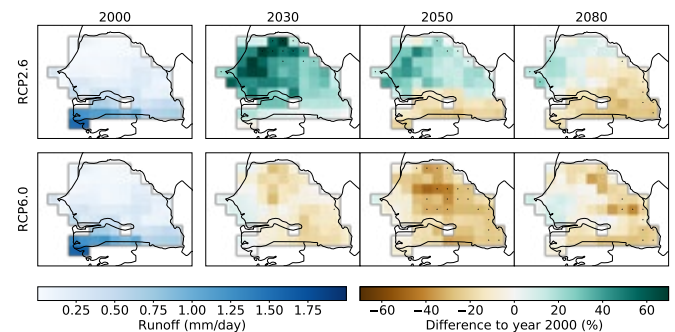 2000 2030 2050 2080
RCP2.6
RCP6.0
0.25 0.50 0.75 1.00 1.25 1.50 1.75
Runoff (mm/day)
−60 −40 −20 0 20 40 60
Difference to year 2000 (%)